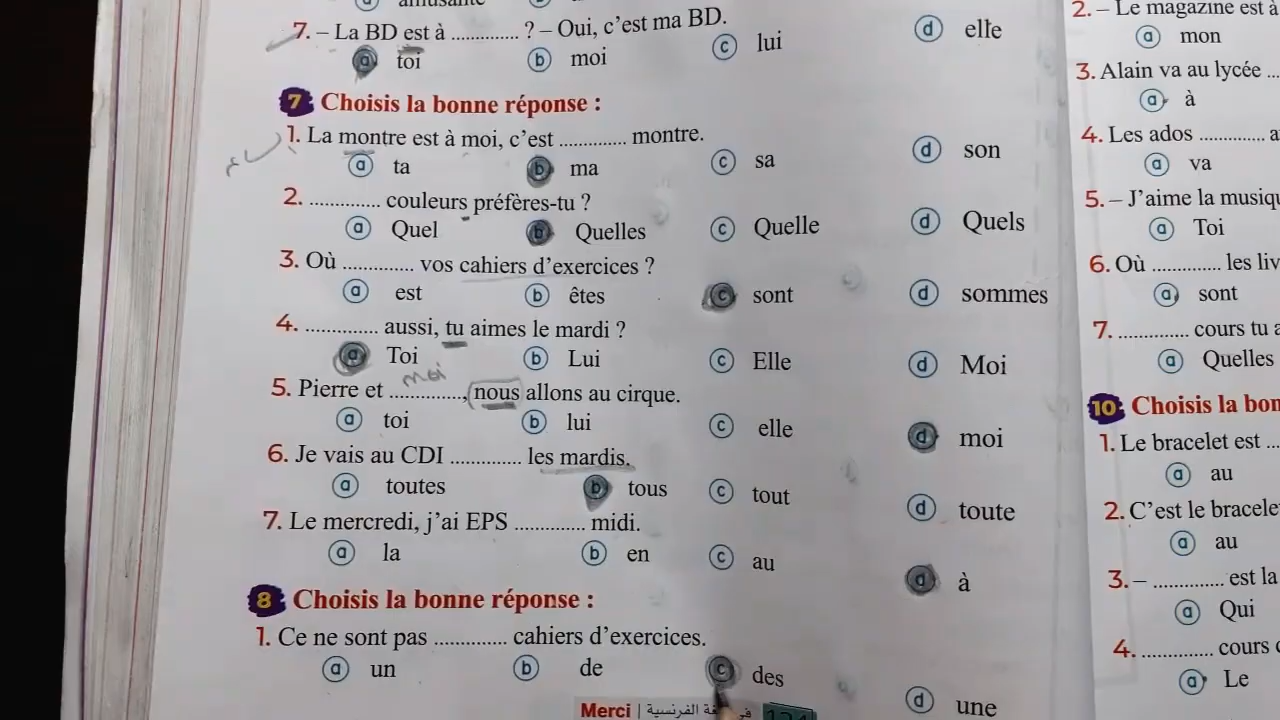 amusante
7. – La BD est à ............. ? – Oui, c'est ma BD.
a toi b moi c lui d elle
7 Choisis la bonne réponse :
1. La montre est à moi, c'est ............. montre.
a ta b ma c sa d son
2. ............. couleurs préfères-tu ?
a Quel b Quelles c Quelle d Quels
3. Où ............. vos cahiers d'exercices ?
a est b êtes c sont d sommes
4. ............. aussi, tu aimes le mardi ?
a Toi b Lui c Elle d Moi
moi
5. Pierre et ............., nous allons au cirque.
a toi b lui c elle d moi
6. Je vais au CDI ............. les mardis.
a toutes b tous c tout d toute
7. Le mercredi, j'ai EPS ............. midi.
a la b en c au d à
8 Choisis la bonne réponse :
1. Ce ne sont pas ............. cahiers d'exercices.
a un b de c des d une
Merci | الفرنسية
2. – Le magazine est à
a mon
3. Alain va au lycée ...
a à
4. Les ados ............. a
a va
5. – J'aime la musiqu
a Toi
6. Où ............. les liv
a sont
7. ............. cours tu a
a Quelles
10 Choisis la bon
1. Le bracelet est ...
a au
2. C'est le bracele
a au
3. – ............. est la
a Qui
4. ............. cours
a Le